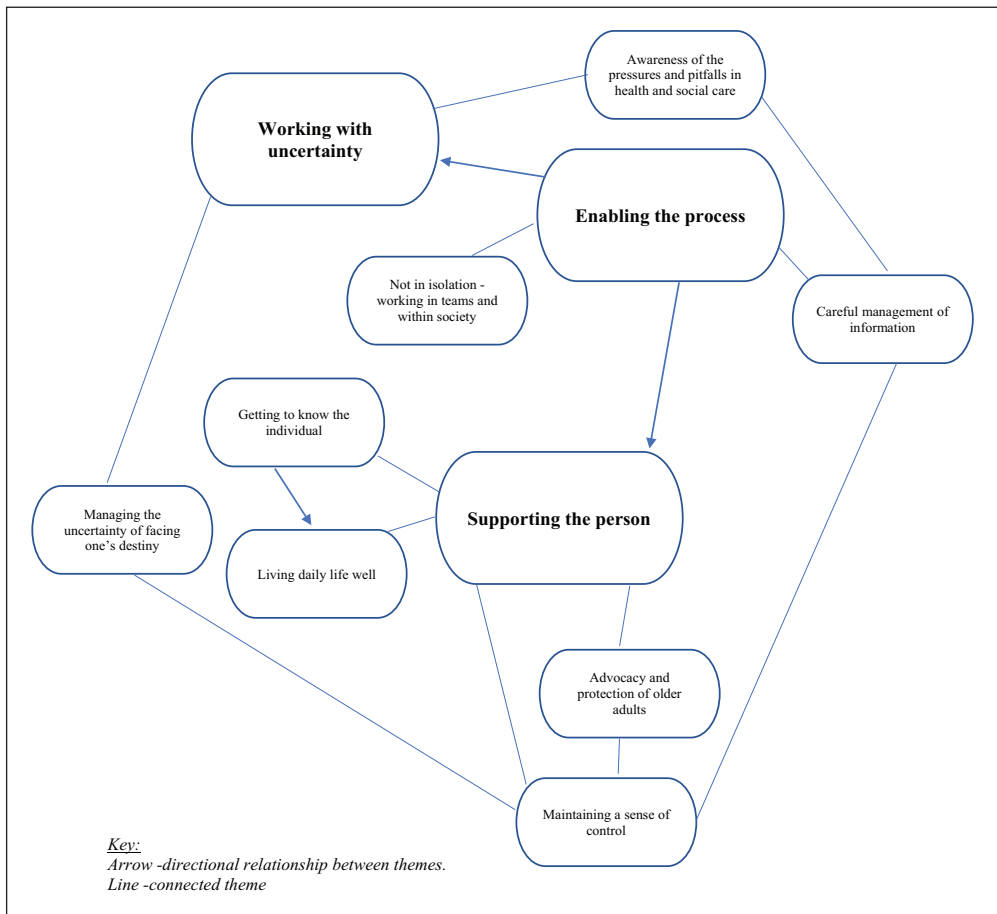 Awareness of the
pressures and pitfalls in
health and social care
Working with
uncertainty
Enabling the process
Not in isolation -
working in teams and
within society
Careful management of
information
Getting to know the
individual
Managing the
uncertainty of facing
one’s destiny
Supporting the person
Living daily life well
Advocacy and
protection of older
adults
Maintaining a sense of
control
Key:
Arrow -directional relationship between themes.
Line -connected theme